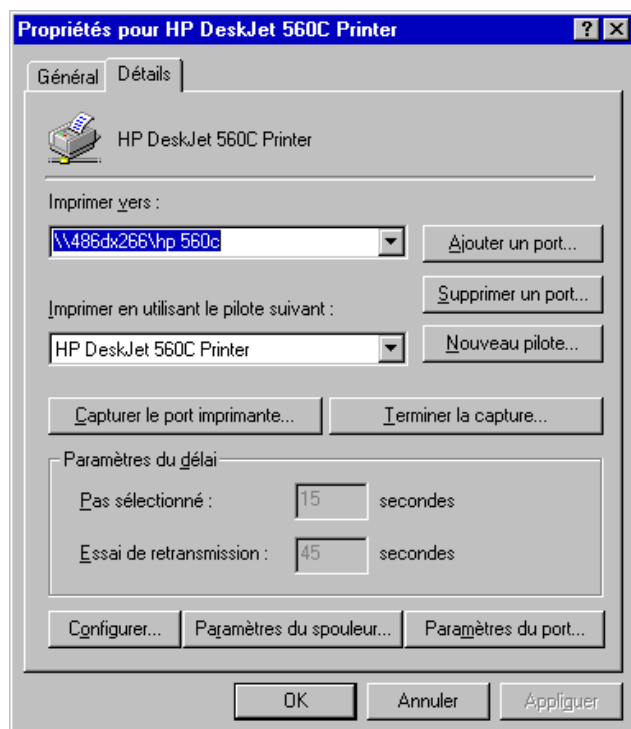 Propriétés pour HP DeskJet 560C Printer
Général Détails
HP DeskJet 560C Printer
Imprimer vers :
\\486dx266\hp 560c
Ajouter un port...
Supprimer un port...
Imprimer en utilisant le pilote suivant :
HP DeskJet 560C Printer
Nouveau pilote...
Capturer le port imprimante... Terminer la capture...
Paramètres du délai
Pas sélectionné : 15 secondes
Essai de retransmission : 45 secondes
Configurer... Paramètres du spouleur... Paramètres du port...
OK Annuler Appliquer